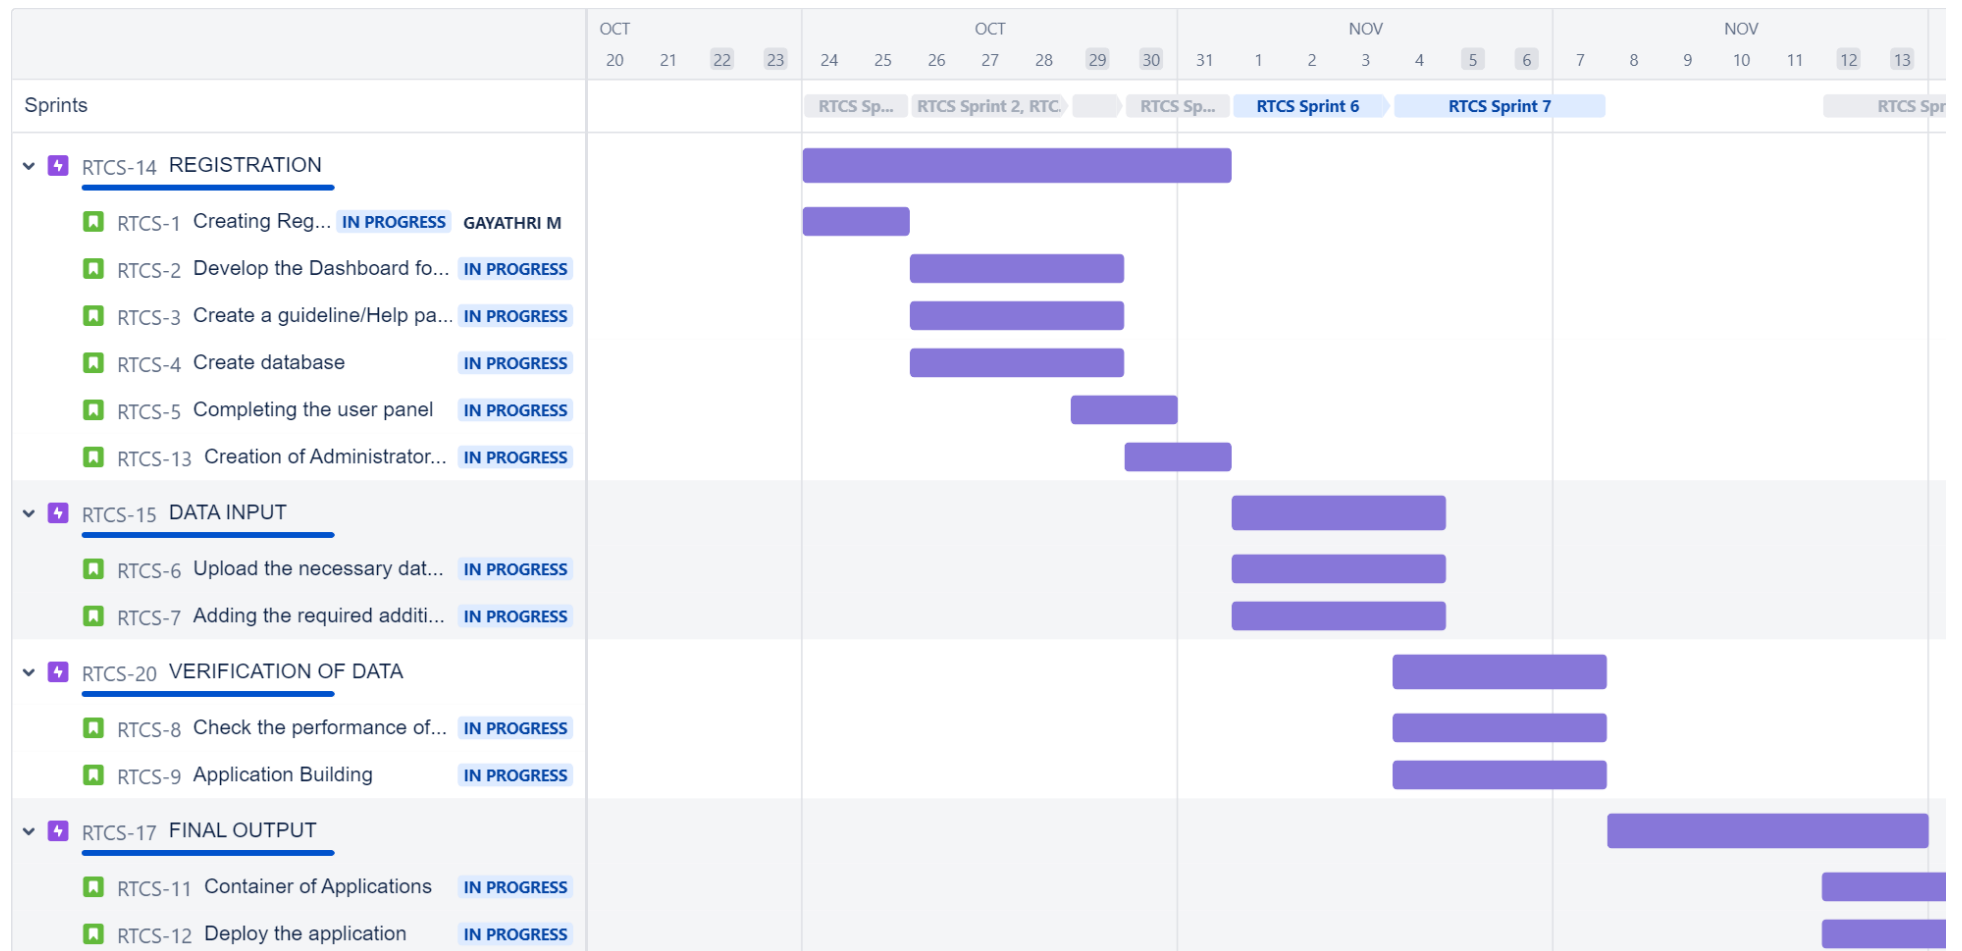 OCT OCT NOV NOV
20 21 22 23 24 25 26 27 28 29 30 31 1 2 3 4 5 6 7 8 9 10 11 12 13
Sprints RTCS Sp... RTCS Sprint 2, RTC. RTCS Sp... RTCS Sprint 6 RTCS Sprint 7 RTCS Spr
RTCS-14 REGISTRATION
RTCS-1 Creating Reg... IN PROGRESS GAYATHRI M
RTCS-2 Develop the Dashboard fo... IN PROGRESS
RTCS-3 Create a guideline/Help pa... IN PROGRESS
RTCS-4 Create database IN PROGRESS
RTCS-5 Completing the user panel IN PROGRESS
RTCS-13 Creation of Administrator... IN PROGRESS
RTCS-15 DATA INPUT
RTCS-6 Upload the necessary dat... IN PROGRESS
RTCS-7 Adding the required additi... IN PROGRESS
RTCS-20 VERIFICATION OF DATA
RTCS-8 Check the performance of... IN PROGRESS
RTCS-9 Application Building IN PROGRESS
RTCS-17 FINAL OUTPUT
RTCS-11 Container of Applications IN PROGRESS
RTCS-12 Deploy the application IN PROGRESS